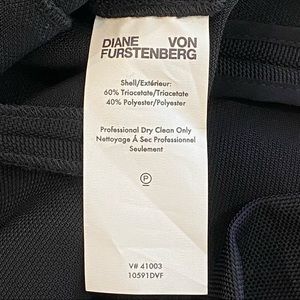 DIANE VON
FURSTENBERG
Shell/Extérieur:
60% Triacetate/Triacetate
40% Polyester/Polyester
Professional Dry Clean Only
Nettoyage Á Sec Professionnel
Seulement
P
V# 41003
10591DVF